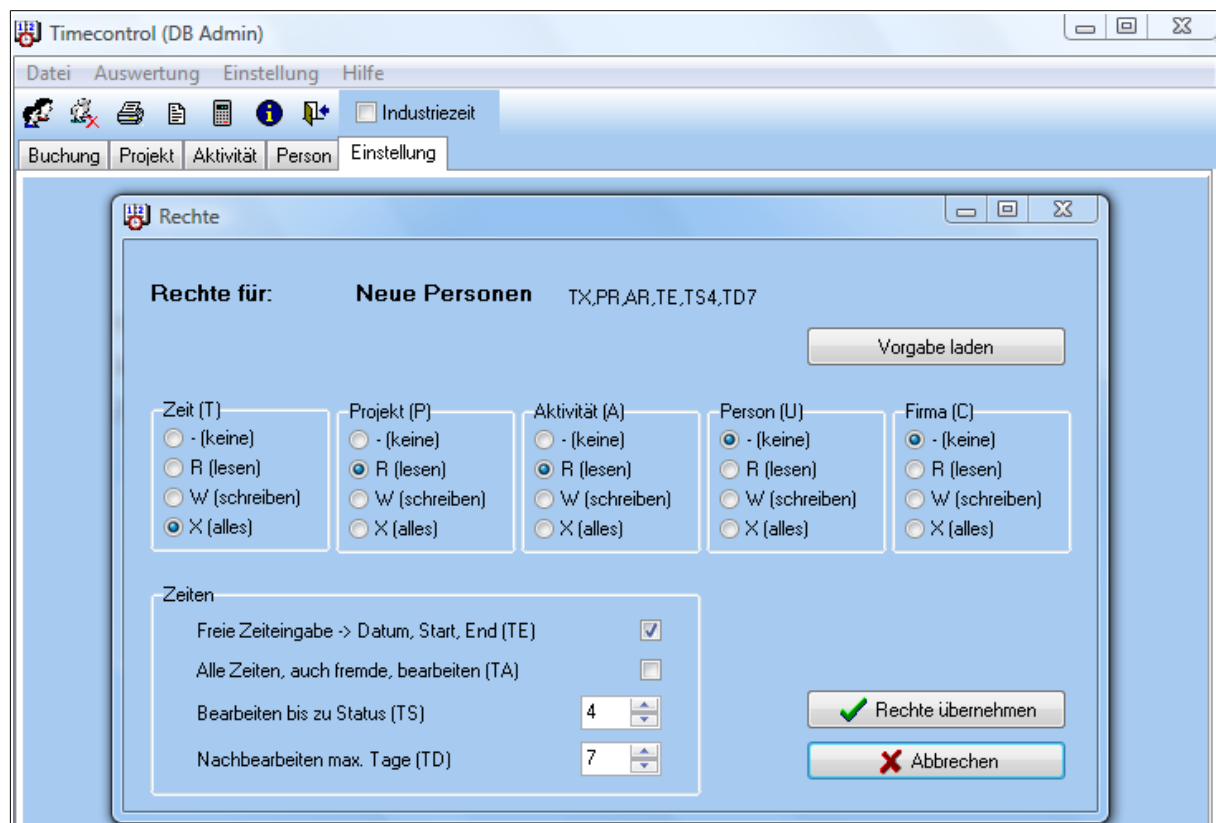 Timecontrol (DB Admin)
Datei Auswertung Einstellung Hilfe
Industriezeit
Buchung Projekt Aktivität Person Einstellung
Rechte
Rechte für: Neue Personen TX,PR,AR,TE,TS4,TD7
Vorgabe laden
Zeit (T)
- (keine)
R (lesen)
W (schreiben)
X (alles)
Projekt (P)
- (keine)
R (lesen)
W (schreiben)
X (alles)
Aktivität (A)
- (keine)
R (lesen)
W (schreiben)
X (alles)
Person (U)
- (keine)
R (lesen)
W (schreiben)
X (alles)
Firma (C)
- (keine)
R (lesen)
W (schreiben)
X (alles)
Zeiten
Freie Zeiteingabe -> Datum, Start, End (TE)
Alle Zeiten, auch fremde, bearbeiten (TA)
Bearbeiten bis zu Status (TS) 4
Nachbearbeiten max. Tage (TD) 7
Rechte übernehmen
Abbrechen